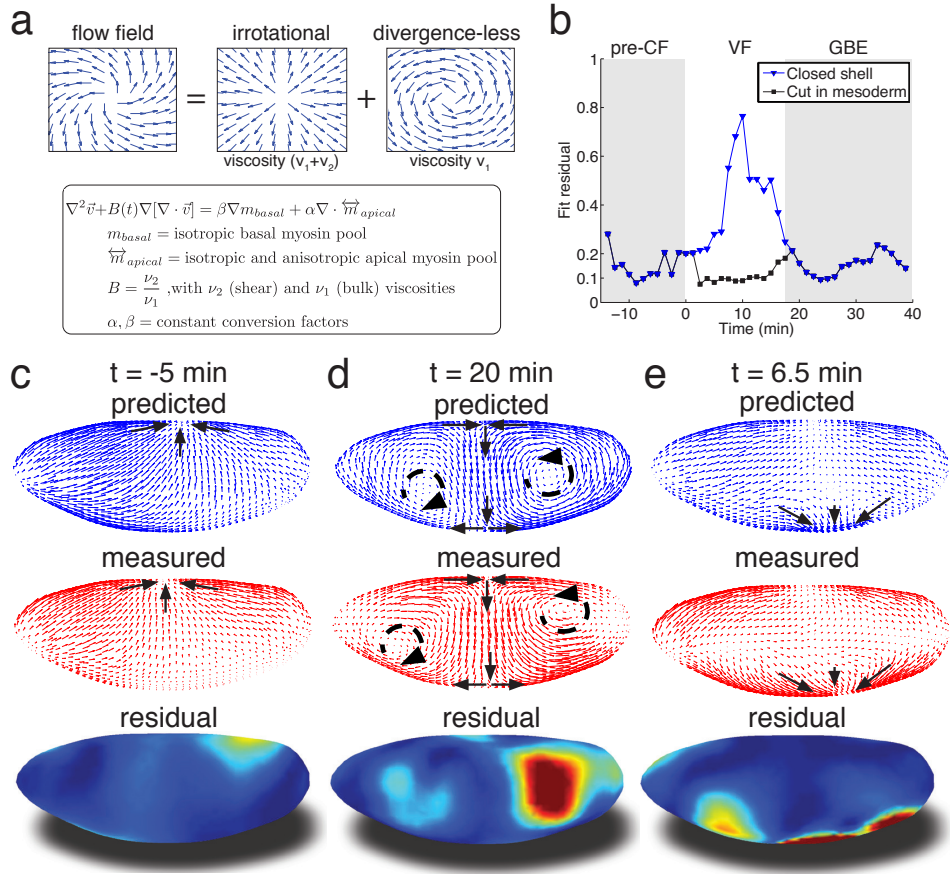 a
flow field
irrotational
divergence-less
=
+
viscosity (v₁+v₂)
viscosity v₁
∇²v⃗+B(t)∇[∇ · v⃗] = β∇m_basal + α∇ · m⃡_apical
m_basal = isotropic basal myosin pool
m⃡_apical = isotropic and anisotropic apical myosin pool
B = ν₂/ν₁ ,with ν₂ (shear) and ν₁ (bulk) viscosities
α, β = constant conversion factors
b
pre-CF
VF
GBE
Closed shell
Cut in mesoderm
Fit residual
1
0.8
0.6
0.4
0.2
0.1
0
−10
0
10
20
30
40
Time (min)
c
t = -5 min
predicted
measured
residual
d
t = 20 min
predicted
measured
residual
e
t = 6.5 min
predicted
measured
residual